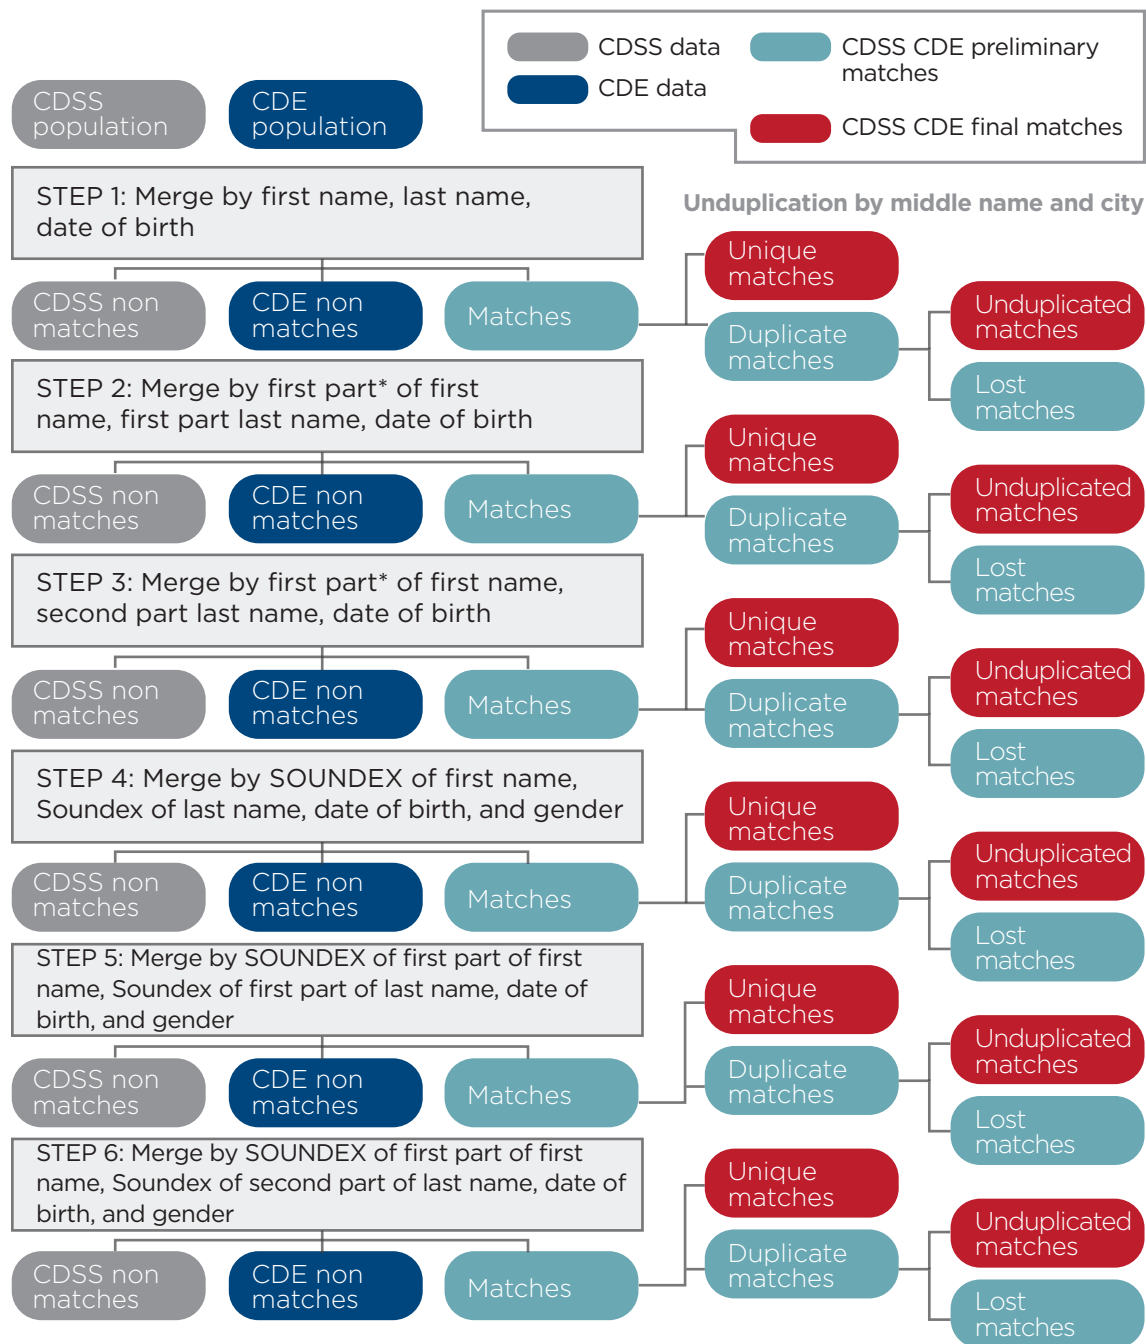 CDSS data
CDE data
CDSS CDE preliminary
matches
CDSS CDE final matches
CDSS
population
CDE
population
STEP 1: Merge by first name, last name,
date of birth
Unduplication by middle name and city
CDSS non
matches
CDE non
matches
Matches
Unique
matches
Duplicate
matches
Unduplicated
matches
Lost
matches
STEP 2: Merge by first part* of first
name, first part last name, date of birth
CDSS non
matches
CDE non
matches
Matches
Unique
matches
Duplicate
matches
Unduplicated
matches
Lost
matches
STEP 3: Merge by first part* of first name,
second part last name, date of birth
CDSS non
matches
CDE non
matches
Matches
Unique
matches
Duplicate
matches
Unduplicated
matches
Lost
matches
STEP 4: Merge by SOUNDEX of first name,
Soundex of last name, date of birth, and gender
CDSS non
matches
CDE non
matches
Matches
Unique
matches
Duplicate
matches
Unduplicated
matches
Lost
matches
STEP 5: Merge by SOUNDEX of first part of first
name, Soundex of first part of last name, date of
birth, and gender
CDSS non
matches
CDE non
matches
Matches
Unique
matches
Duplicate
matches
Unduplicated
matches
Lost
matches
STEP 6: Merge by SOUNDEX of first part of first
name, Soundex of second part of last name, date of
birth, and gender
CDSS non
matches
CDE non
matches
Matches
Unique
matches
Duplicate
matches
Unduplicated
matches
Lost
matches